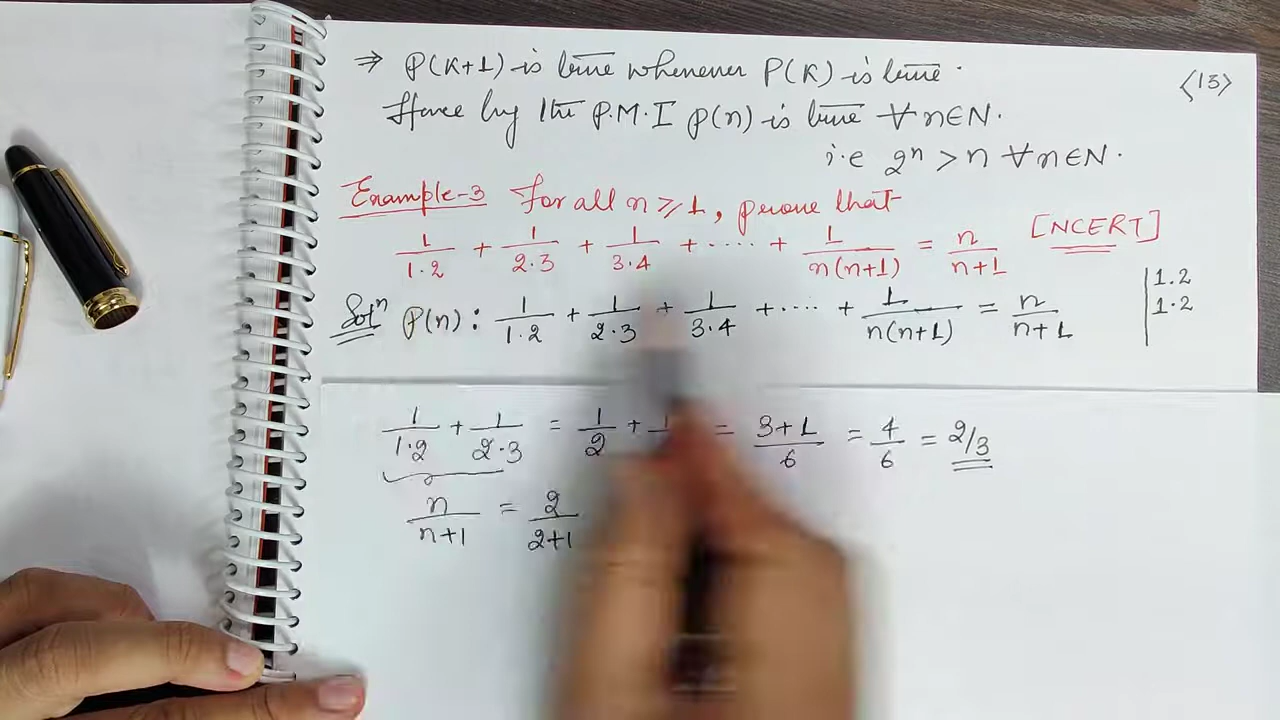 ⇒ P(K+1) is true whenever P(K) is true.
<13>
Hence by the P.M.I P(n) is true ∀ n∈N.
i.e 2ⁿ > n ∀ n∈N.
Example-3 For all n ≥ 1, prove that
1/1·2 + 1/2·3 + 1/3·4 + ..... + 1/n(n+1) = n/n+1 [NCERT]
Solⁿ P(n): 1/1·2 + 1/2·3 + 1/3·4 + .... + 1/n(n+1) = n/n+1
1.2
1·2
1/1·2 + 1/2·3 = 1/2 + = 3+1/6 = 4/6 = 2/3
n/n+1 = 2/2+1